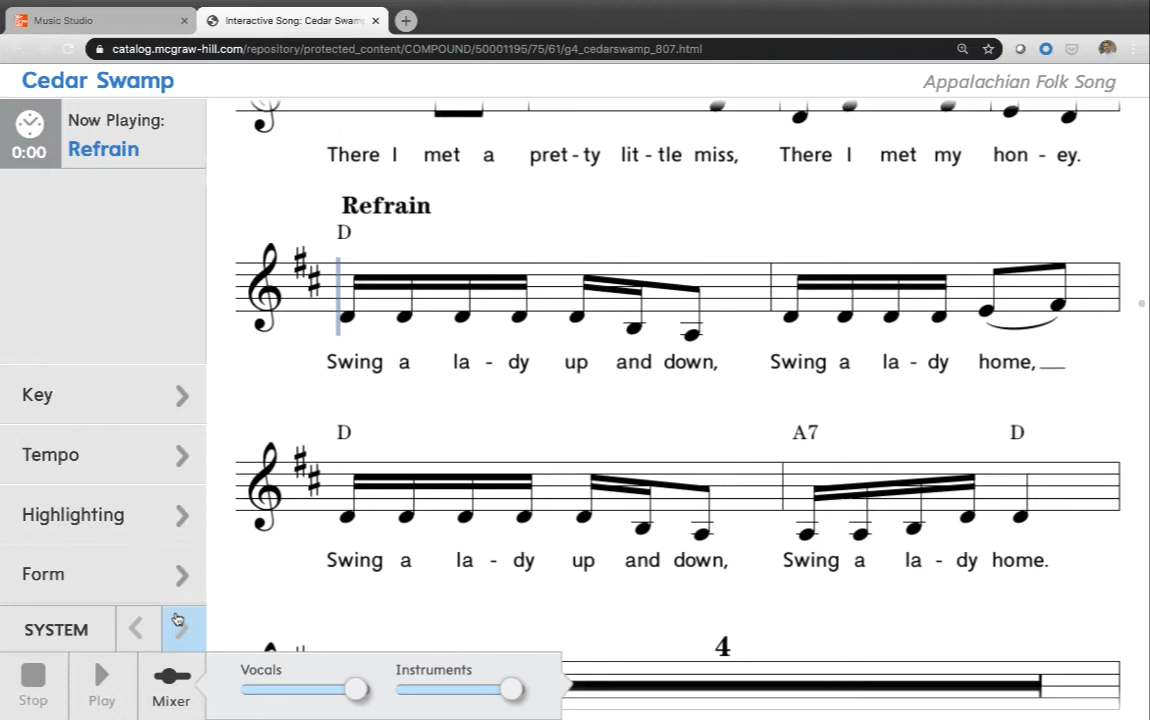 Music Studio
Interactive Song: Cedar Swam
catalog.mcgraw-hill.com/repository/protected_content/COMPOUND/50001195/75/61/g4_cedarswamp_807.html
Cedar Swamp
Appalachian Folk Song
0:00
Now Playing:
Refrain
There I met a pret - ty lit - tle miss, There I met my hon - ey.
Refrain
D
Swing a la - dy up and down, Swing a la - dy home,
D A7 D
Swing a la - dy up and down, Swing a la - dy home.
4
Key
Tempo
Highlighting
Form
SYSTEM
Stop
Play
Mixer
Vocals
Instruments